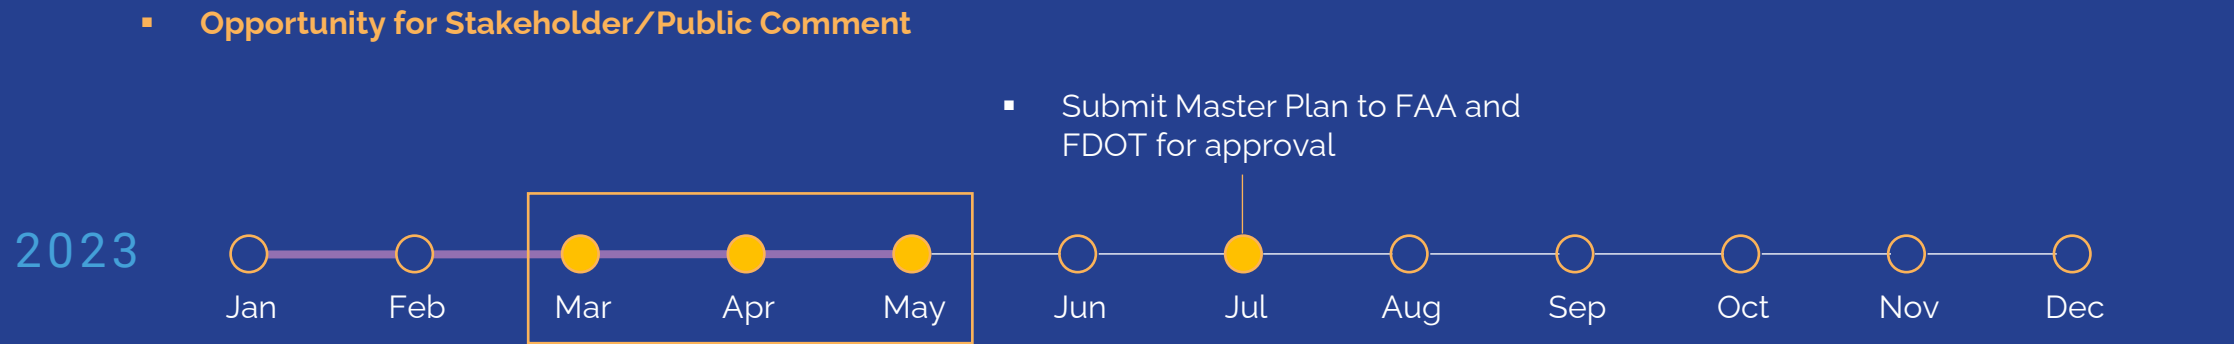 ▪ Opportunity for Stakeholder/Public Comment
▪ Submit Master Plan to FAA and
FDOT for approval
2023
Jan Feb Mar Apr May Jun Jul Aug Sep Oct Nov Dec